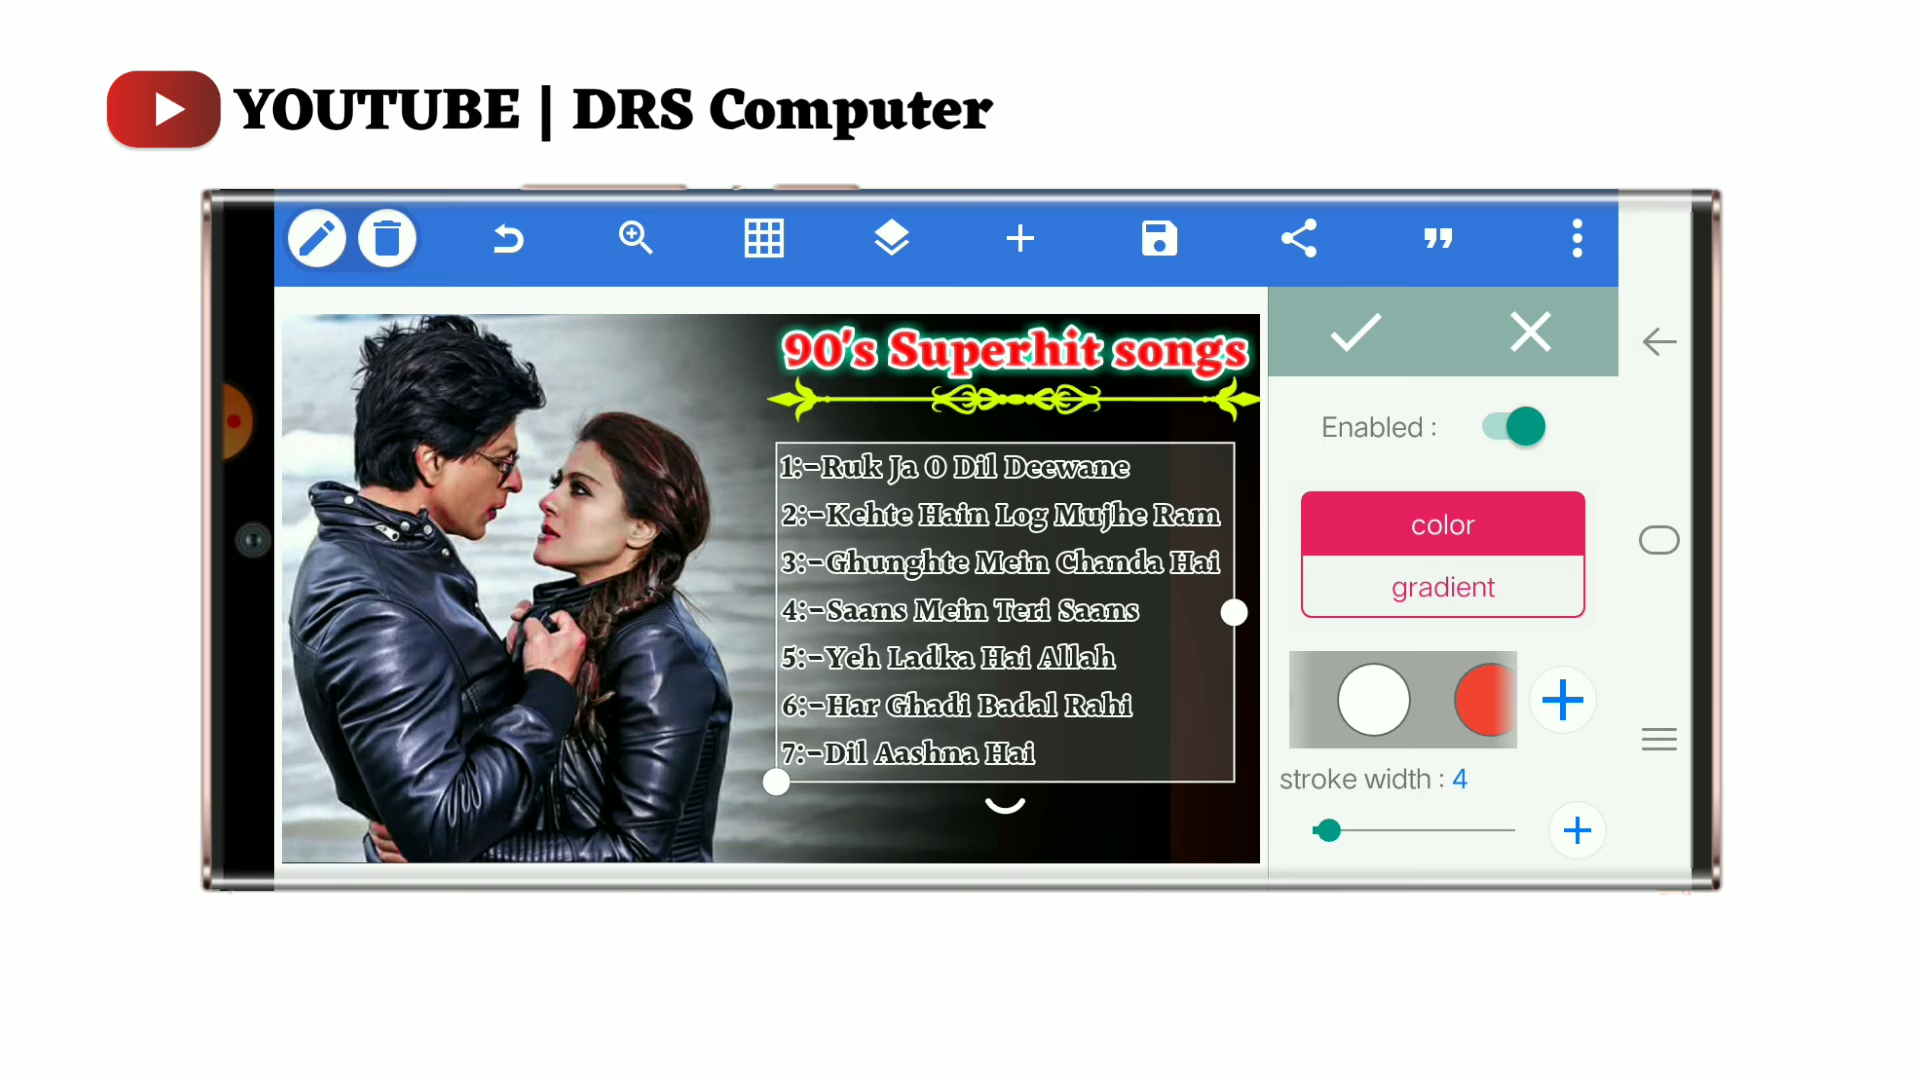 YOUTUBE | DRS Computer
90's Superhit songs
1:-Ruk Ja O Dil Deewane
2:-Kehte Hain Log Mujhe Ram
3:-Ghunghte Mein Chanda Hai
4:-Saans Mein Teri Saans
5:-Yeh Ladka Hai Allah
6:-Har Ghadi Badal Rahi
7:-Dil Aashna Hai
Enabled :
color
gradient
stroke width : 4